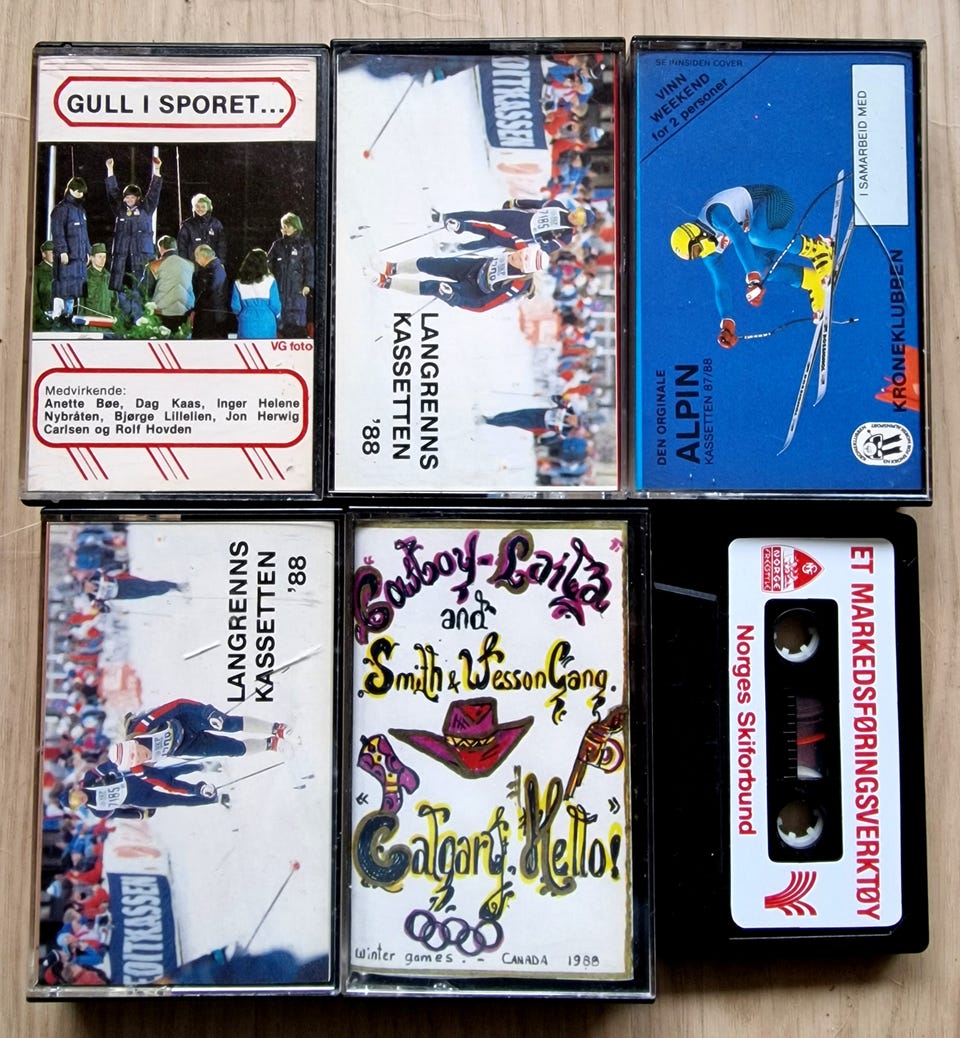 GULL I SPORET...
VG foto
Medvirkende:
Anette Bøe, Dag Kaas, Inger Helene
Nybråten, Bjørge Lillelien, Jon Herwig
Carlsen og Rolf Hovden
LANGRENNS
KASSETTEN
'88
SE INNSIDEN COVER
VINN
WEEKEND
for 2 personer
I SAMARBEID MED
KRONEKLUBBEN
DEN ORGINALE
ALPIN
KASSETTEN 87/88
LANGRENNS
KASSETTEN
'88
"Cowboy-Laila"
and
Smith & Wesson Gang.
"Calgary, Hello!"
Winter games. - CANADA 1988
ET MARKEDSFØRINGSVERKTØY
NORGE
FREESTYLE
Norges Skiforbund